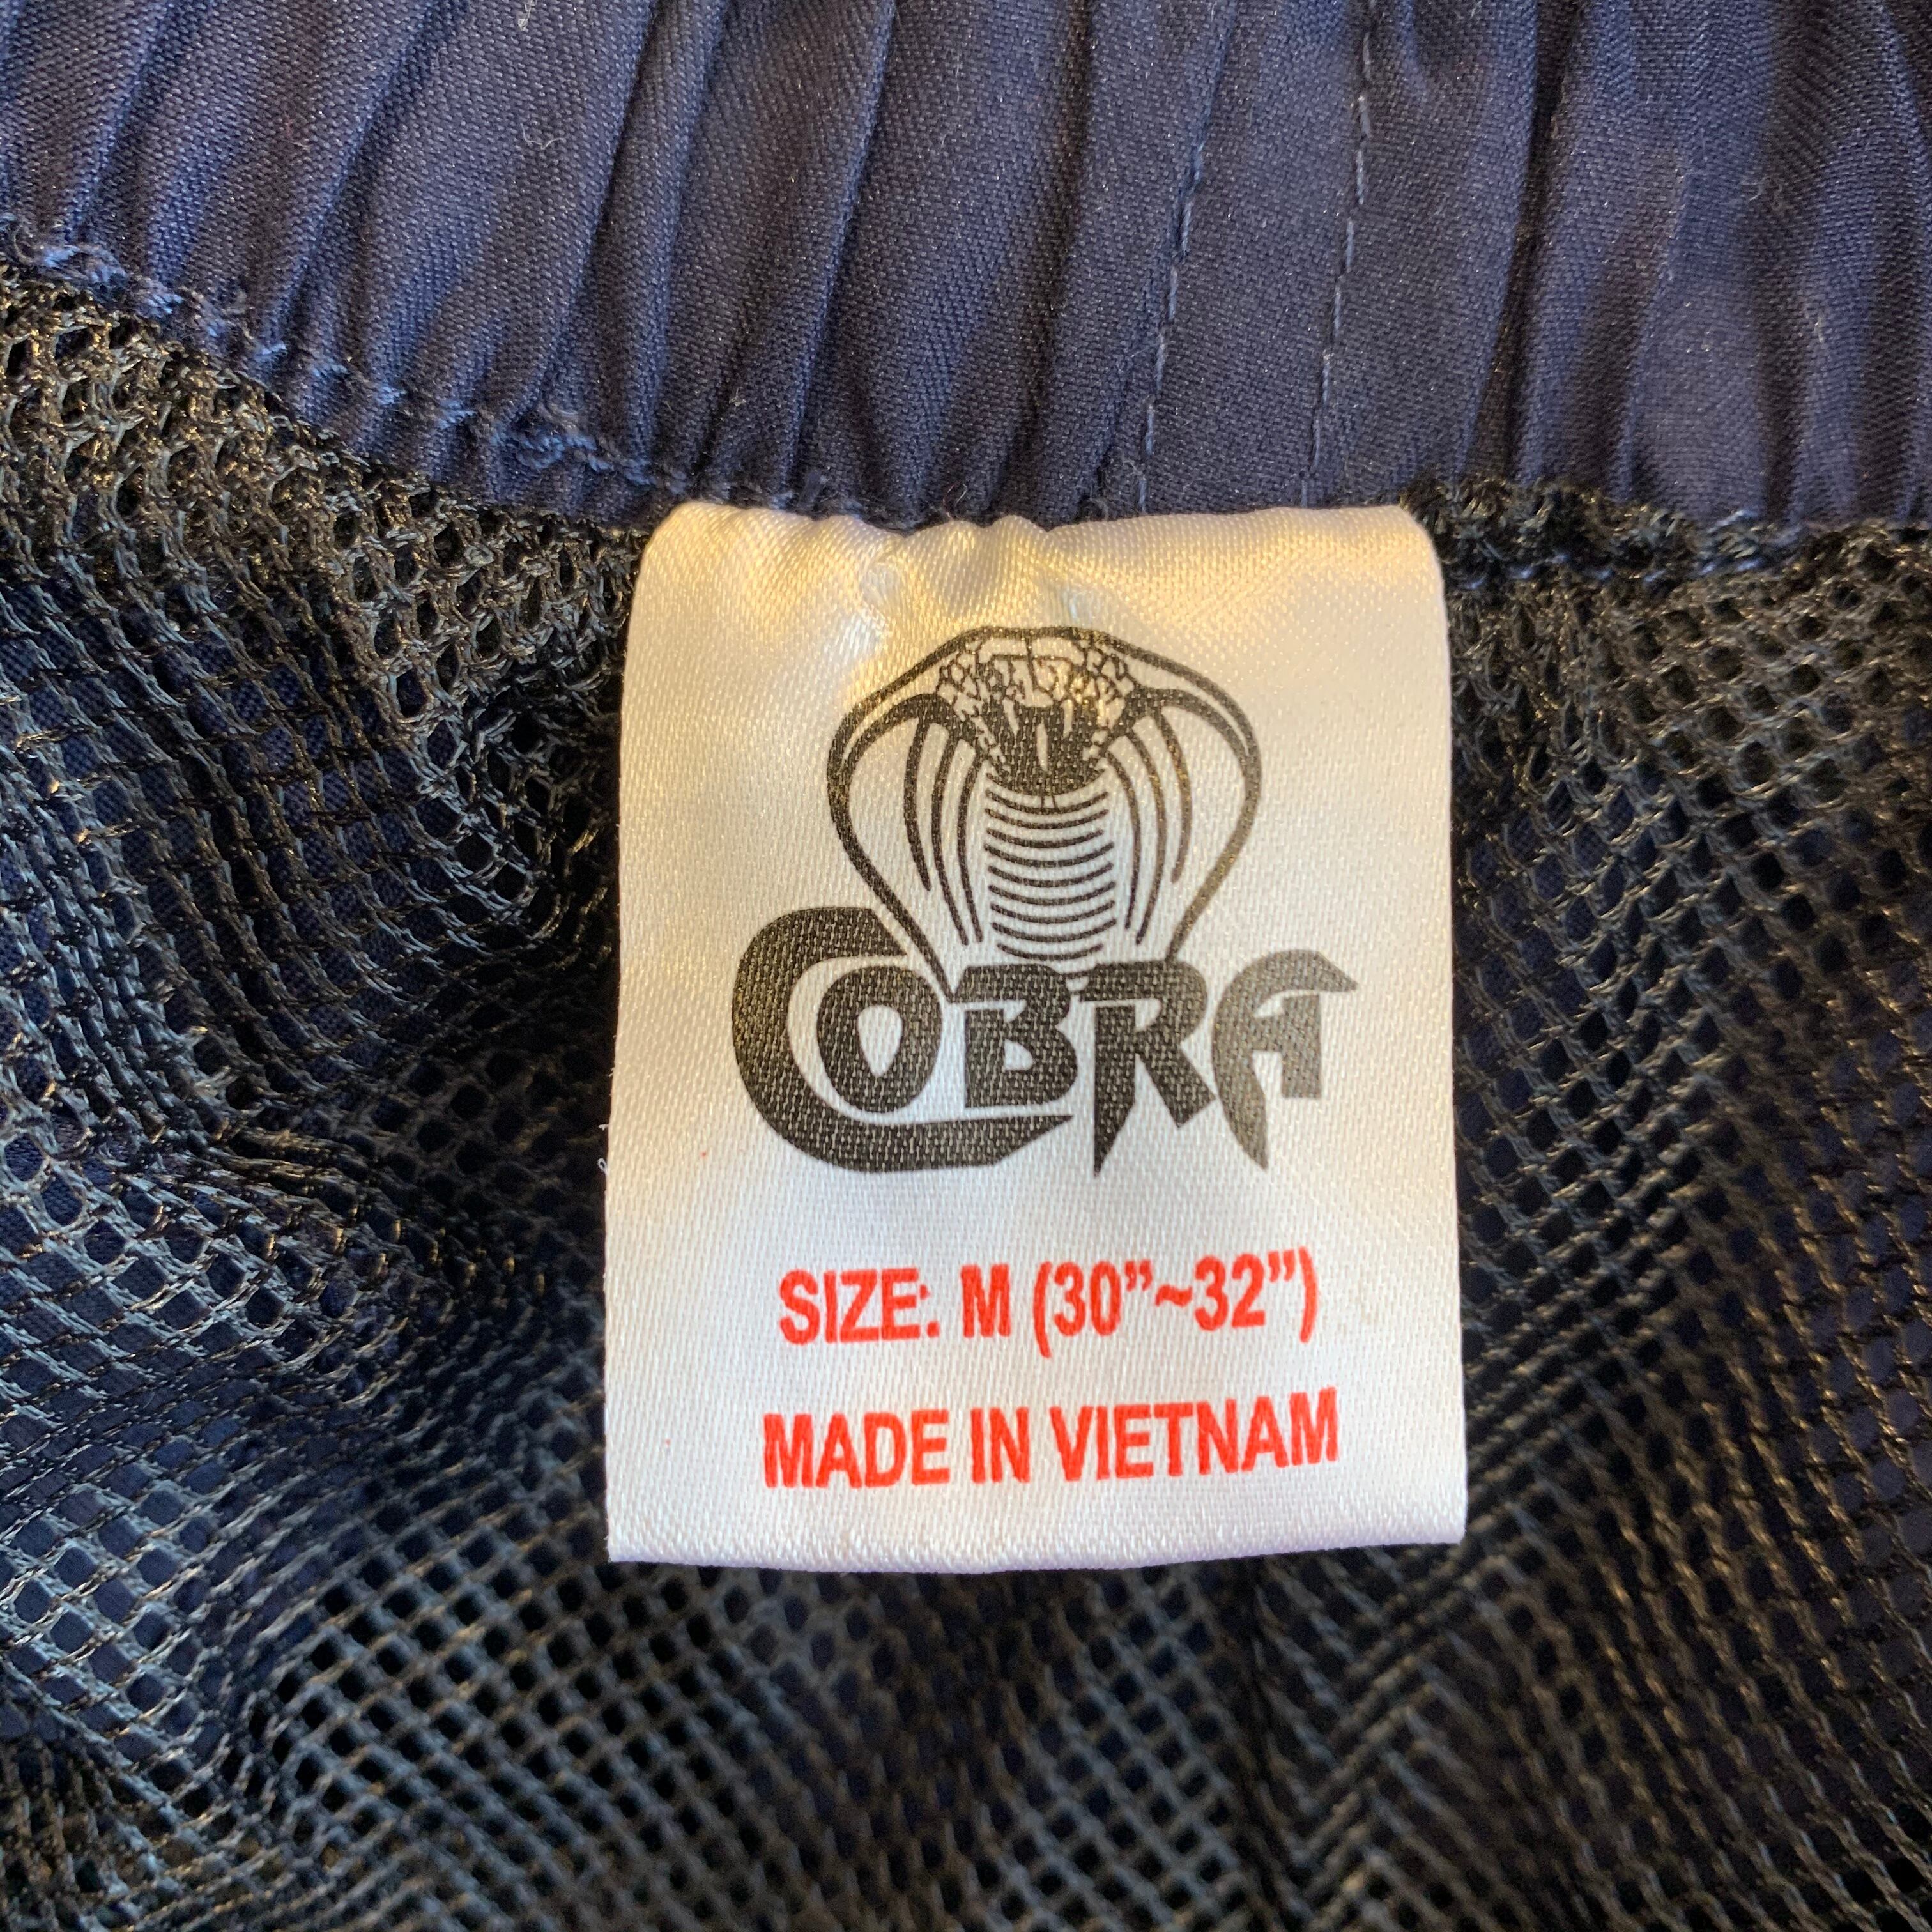 COBRA
SIZE: M (30”~32”)
MADE IN VIETNAM